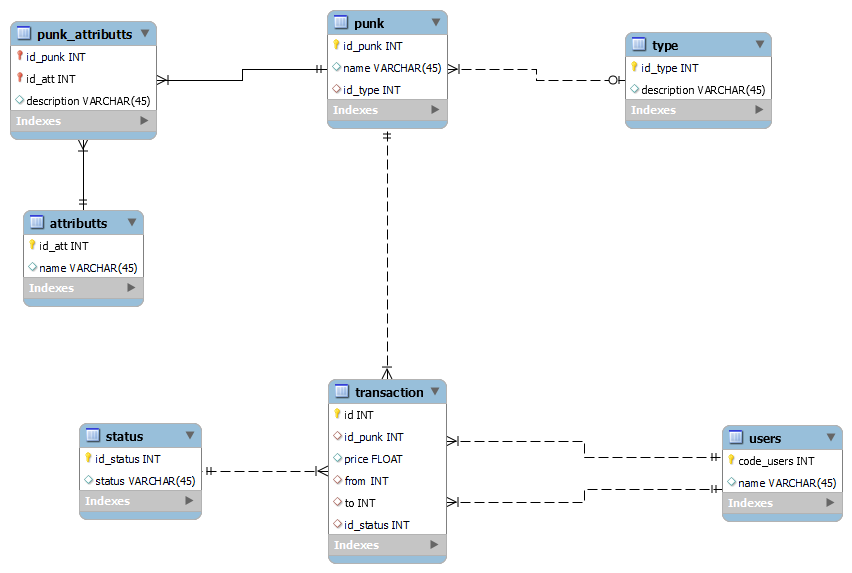 punk_attributts
id_punk INT
id_att INT
description VARCHAR(45)
Indexes
punk
id_punk INT
name VARCHAR(45)
id_type INT
Indexes
type
id_type INT
description VARCHAR(45)
Indexes
attributts
id_att INT
name VARCHAR(45)
Indexes
transaction
id INT
id_punk INT
price FLOAT
from INT
to INT
id_status INT
Indexes
status
id_status INT
status VARCHAR(45)
Indexes
users
code_users INT
name VARCHAR(45)
Indexes